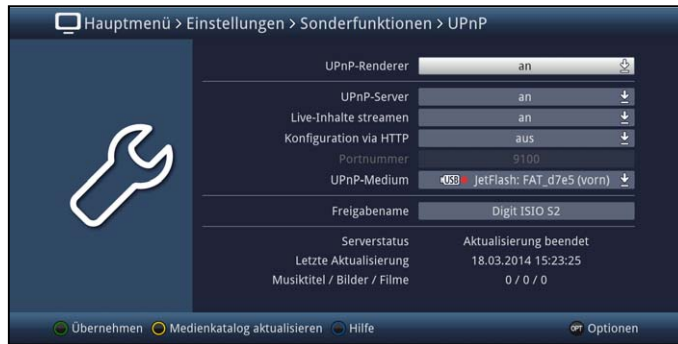 Hauptmenü > Einstellungen > Sonderfunktionen > UPnP
UPnP-Renderer an
UPnP-Server an
Live-Inhalte streamen an
Konfiguration via HTTP aus
Portnummer 9100
UPnP-Medium USB JetFlash: FAT_d7e5 (vorn)
Freigabename Digit ISIO S2
Serverstatus Aktualisierung beendet
Letzte Aktualisierung 18.03.2014 15:23:25
Musiktitel / Bilder / Filme 0 / 0 / 0
Übernehmen Medienkatalog aktualisieren Hilfe OPT Optionen